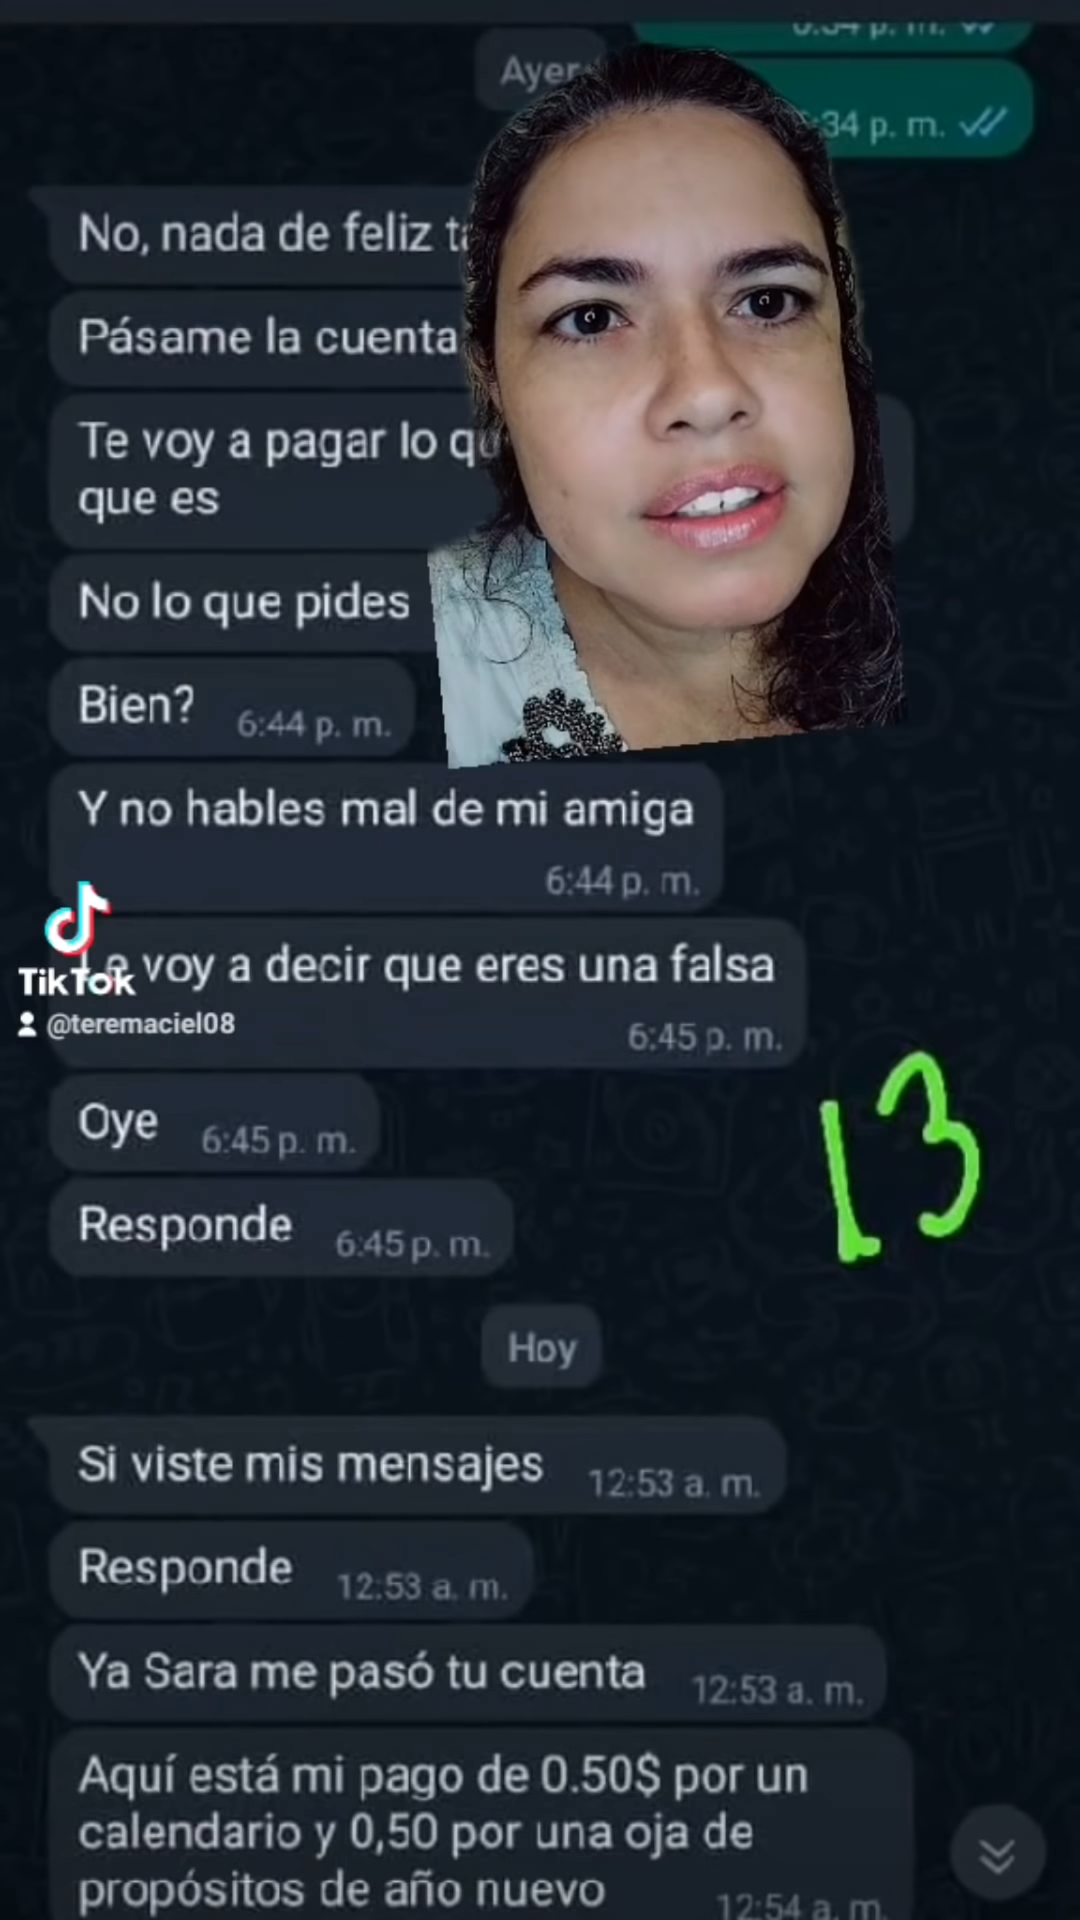 Ayer
:34 p. m.
No, nada de feliz
Pásame la cuenta
Te voy a pagar lo
que es
No lo que pides
Bien? 6:44 p. m.
Y no hables mal de mi amiga
6:44 p. m.
voy a decir que eres una falsa
6:45 p. m.
TikTok
@teremaciel08
Oye 6:45 p. m.
Responde 6:45 p. m.
13
Hoy
Si viste mis mensajes 12:53 a. m.
Responde 12:53 a. m.
Ya Sara me pasó tu cuenta 12:53 a. m.
Aquí está mi pago de 0.50$ por un
calendario y 0,50 por una oja de
propósitos de año nuevo 12:54 a. m.